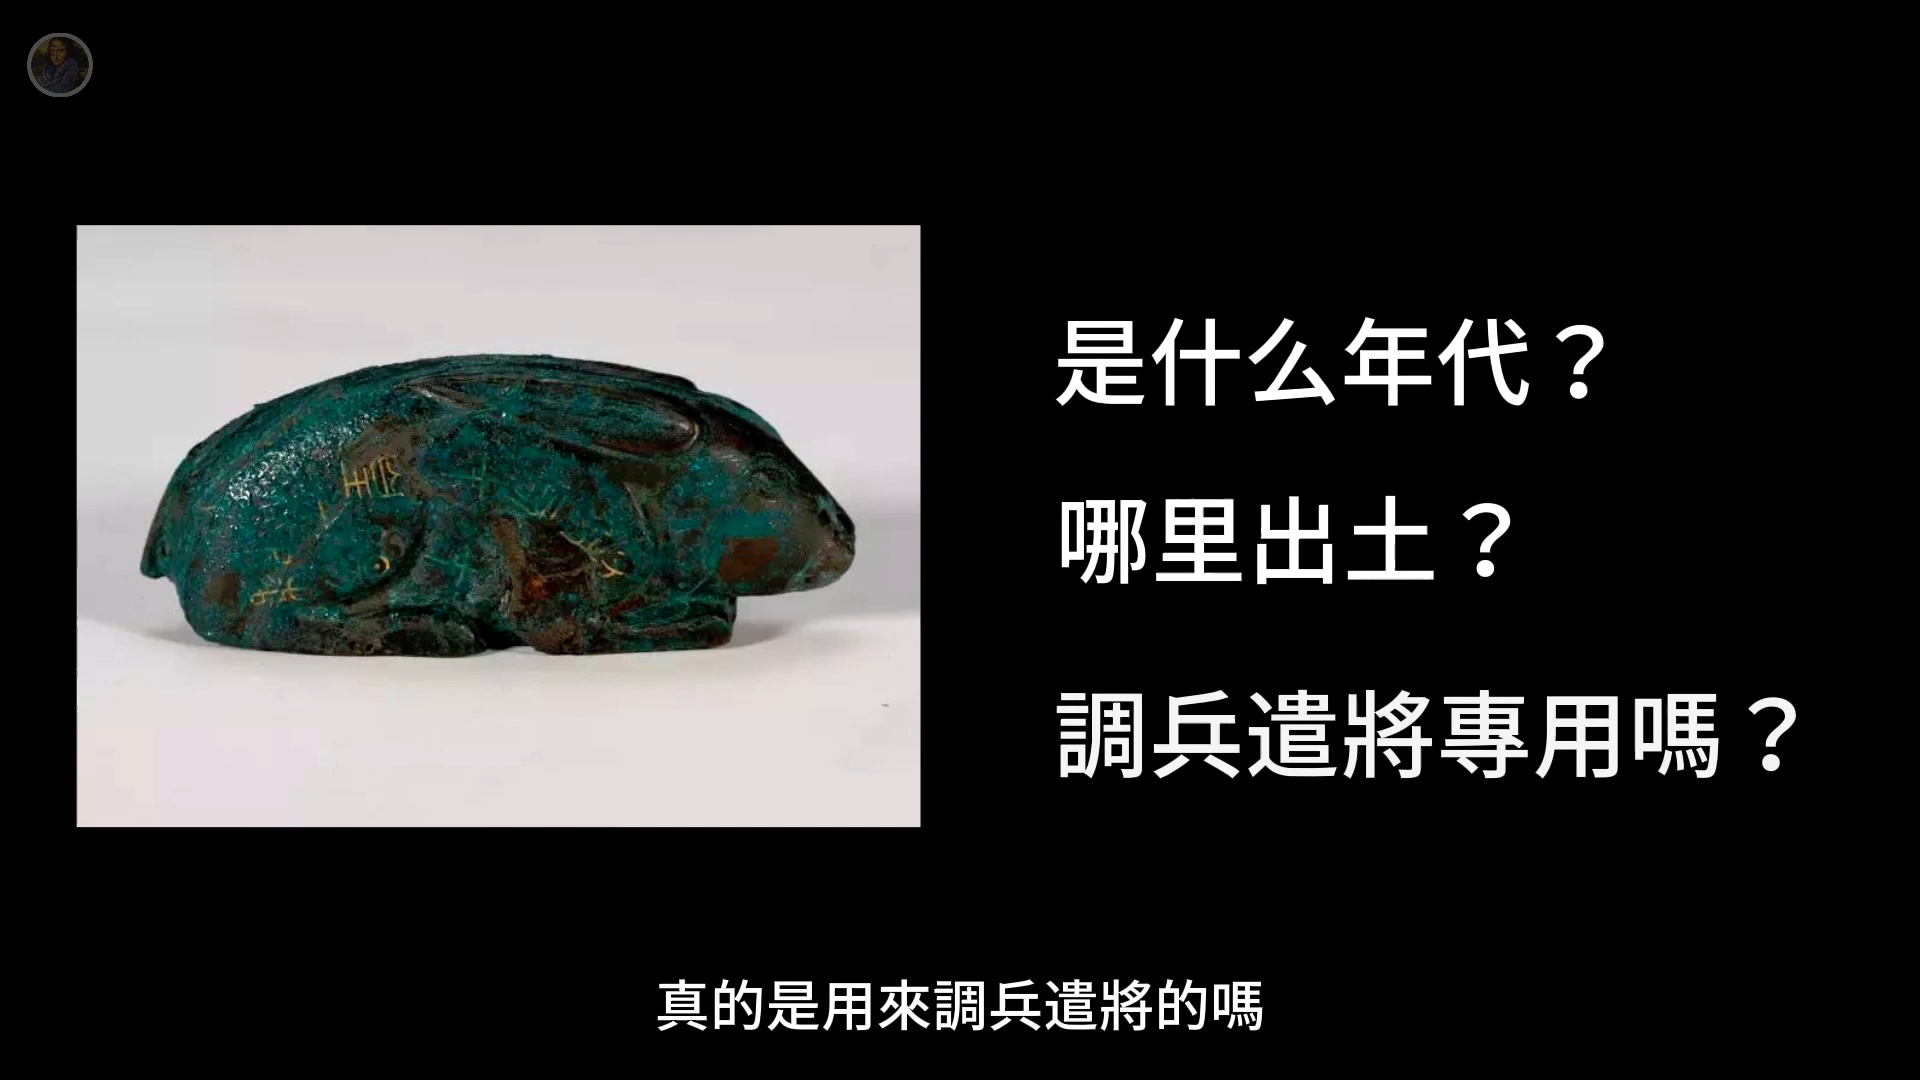 是什么年代？
哪里出土？
調兵遣將專用嗎？
真的是用來調兵遣將的嗎